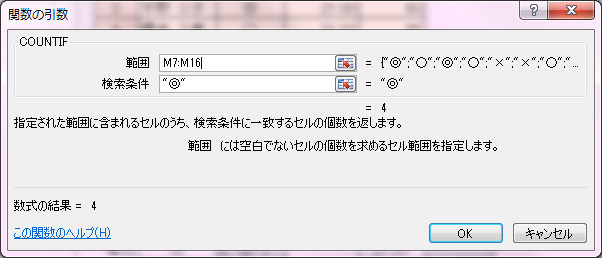 関数の引数
COUNTIF
範囲 M7:M16 = {"◎";"○";"◎";"○";"×";"×";"○";"...
検索条件 "◎" = "◎"
= 4
指定された範囲に含まれるセルのうち、検索条件に一致するセルの個数を返します。
範囲 には空白でないセルの個数を求めるセル範囲を指定します。
数式の結果 = 4
この関数のヘルプ(H)
OK キャンセル